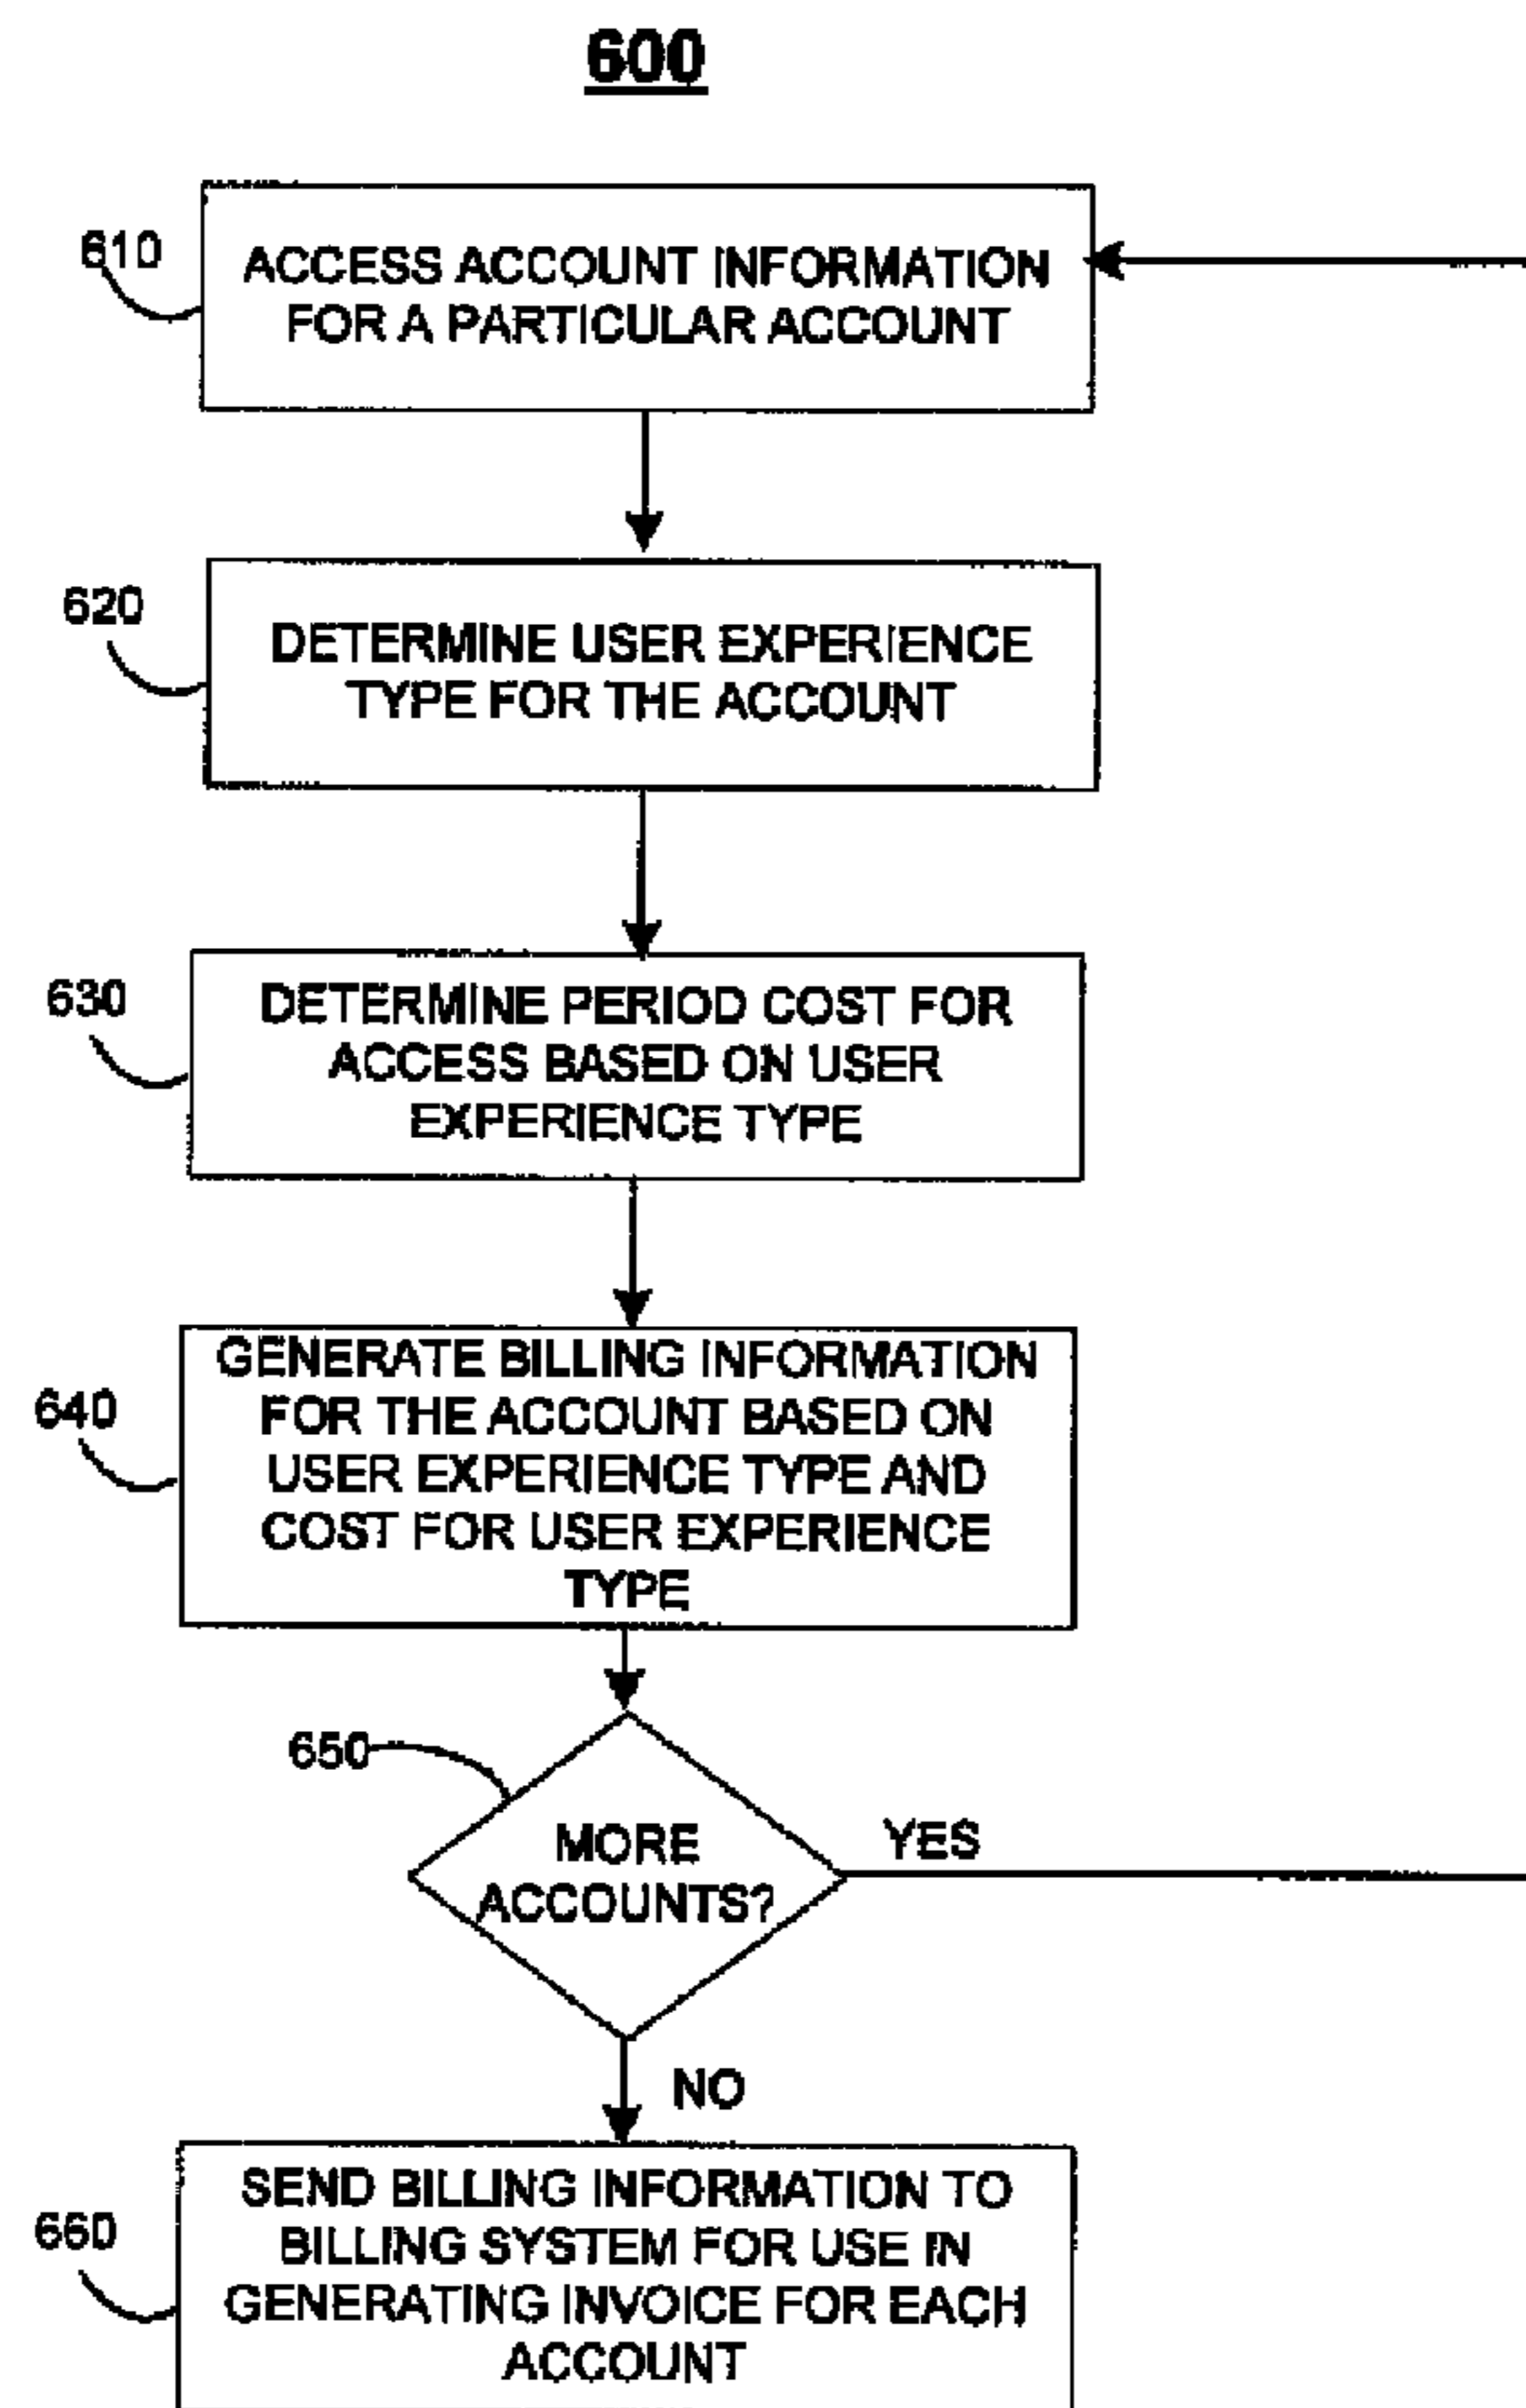 600
610
ACCESS ACCOUNT INFORMATION
FOR A PARTICULAR ACCOUNT
620
DETERMINE USER EXPERIENCE
TYPE FOR THE ACCOUNT
630
DETERMINE PERIOD COST FOR
ACCESS BASED ON USER
EXPERIENCE TYPE
640
GENERATE BILLING INFORMATION
FOR THE ACCOUNT BASED ON
USER EXPERIENCE TYPE AND
COST FOR USER EXPERIENCE
TYPE
650
MORE
ACCOUNTS?
YES
NO
660
SEND BILLING INFORMATION TO
BILLING SYSTEM FOR USE IN
GENERATING INVOICE FOR EACH
ACCOUNT